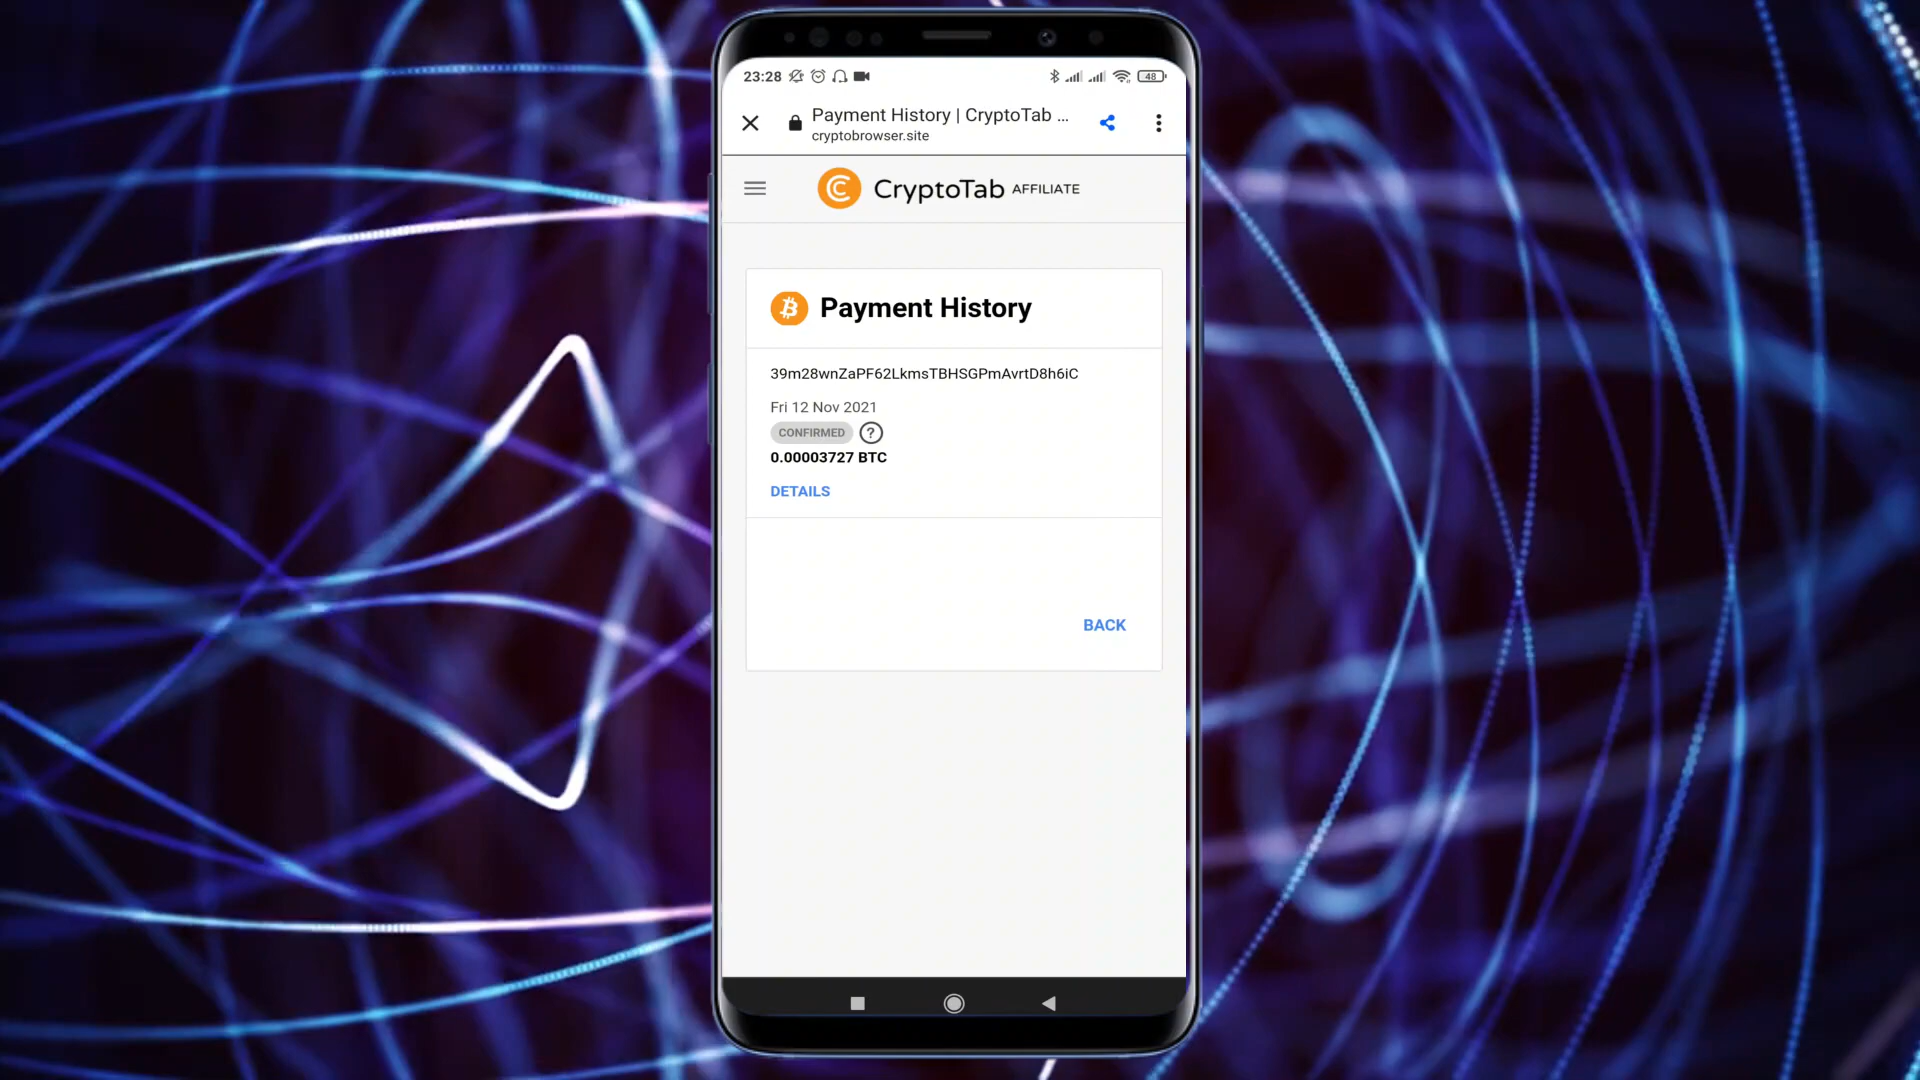 23:28
48
Payment History | CryptoTab ...
cryptobrowser.site
CryptoTab AFFILIATE
Payment History
39m28wnZaPF62LkmsTBHSGPmAvrtD8h6iC
Fri 12 Nov 2021
CONFIRMED ?
0.00003727 BTC
DETAILS
BACK